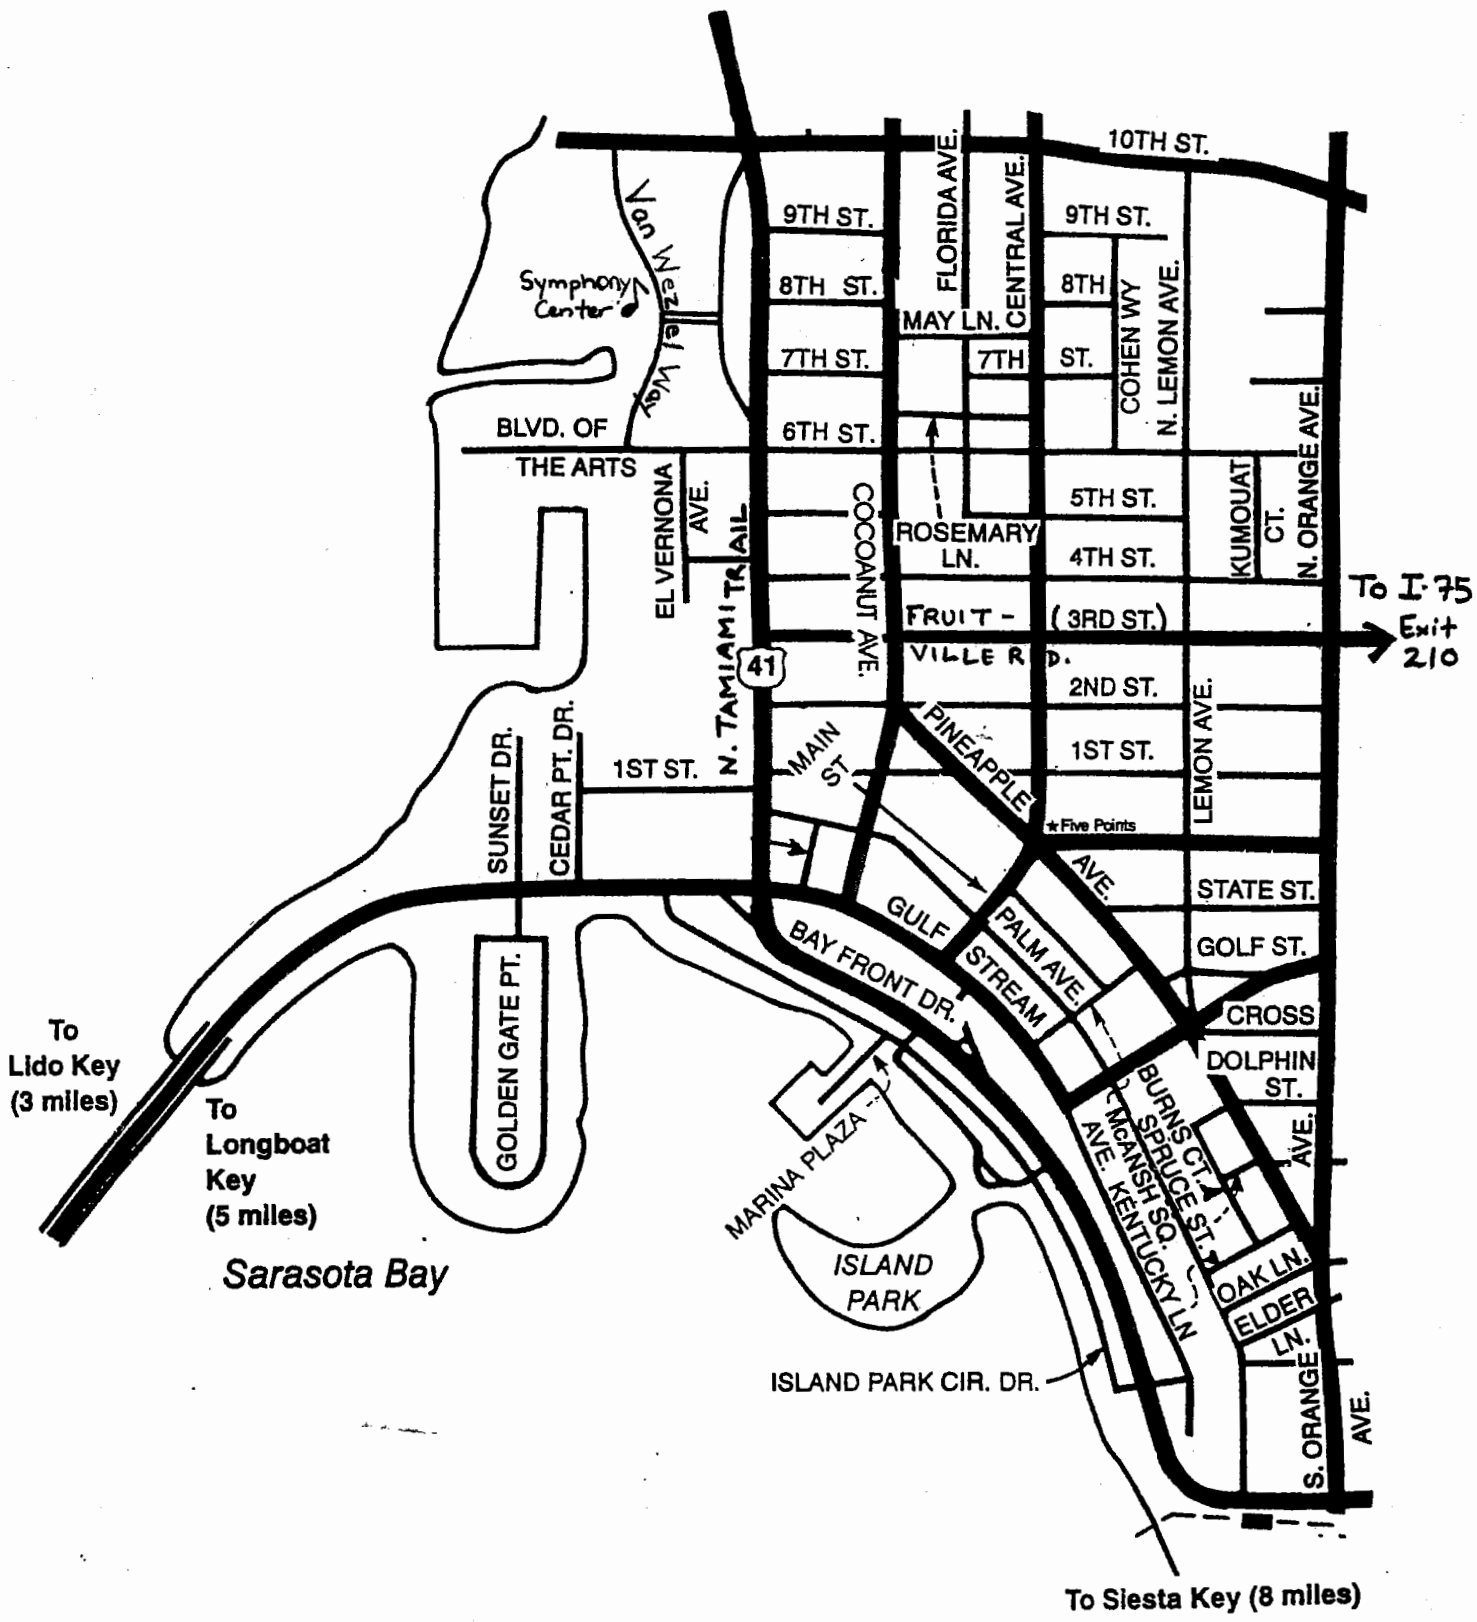 10TH ST.
Van Wezel Way
9TH ST.
FLORIDA AVE.
CENTRAL AVE.
9TH ST.
Symphony
Center
8TH ST.
8TH
COHEN WY
N. LEMON AVE.
MAY LN.
7TH ST.
7TH
ST.
BLVD. OF
THE ARTS
6TH ST.
N. ORANGE AVE.
EL VERNONA
AVE.
COCOANUT AVE.
5TH ST.
KUMOUAT
CT.
ROSEMARY
LN.
4TH ST.
To I-75
Exit
210
N. TAMIAMI TRAIL
FRUIT-
VILLE RD.
(3RD ST.)
41
2ND ST.
LEMON AVE.
SUNSET DR.
CEDAR PT. DR.
1ST ST.
MAIN
ST
PINEAPPLE
AVE.
1ST ST.
★Five Points
STATE ST.
GULF
STREAM
AVE.
PALM AVE.
GOLF ST.
BAY FRONT DR.
CROSS
DOLPHIN
ST.
GOLDEN GATE PT.
To
Lido Key
(3 miles)
To
Longboat
Key
(5 miles)
Sarasota Bay
MARINA PLAZA
BURNS CT.
SPRUCE ST.
McANSH SQ.
KENTUCKY LN
AVE.
ISLAND
PARK
OAK LN.
ELDER
LN.
ISLAND PARK CIR. DR.
S. ORANGE
AVE.
To Siesta Key (8 miles)